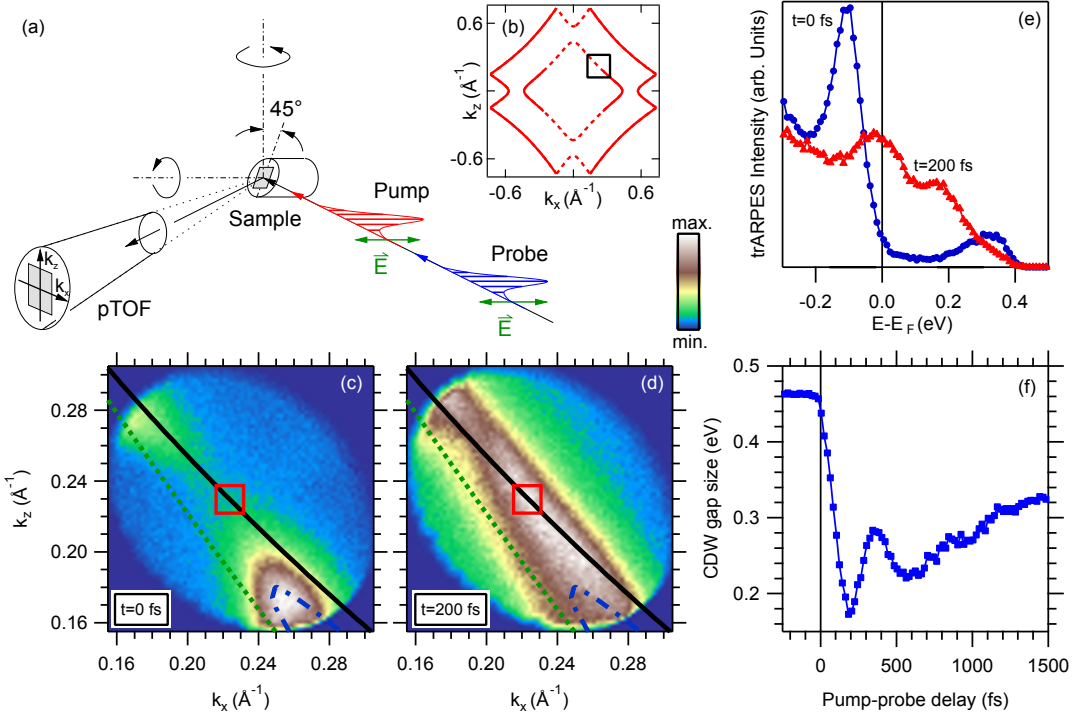 (a)
45°
Sample
Pump
E
Probe
E
k_z
k_x
pTOF
(b)
0.6
-0.6
k_z (Å⁻¹)
-0.6
0.6
k_x (Å⁻¹)
max.
min.
(c)
0.28
0.24
0.20
0.16
k_z (Å⁻¹)
t=0 fs
0.16
0.20
0.24
0.28
k_x (Å⁻¹)
(d)
t=200 fs
0.16
0.20
0.24
0.28
k_x (Å⁻¹)
(e)
t=0 fs
t=200 fs
trARPES Intensity (arb. Units)
-0.2
0.0
0.2
0.4
E-E_F (eV)
(f)
0.5
0.4
0.3
0.2
CDW gap size (eV)
0
500
1000
1500
Pump-probe delay (fs)